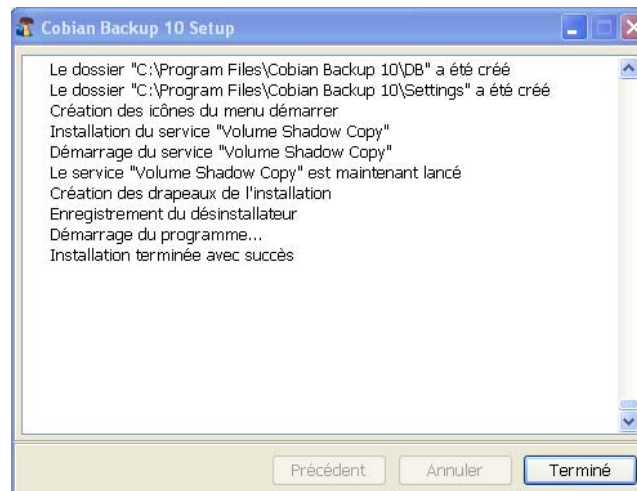 Cobian Backup 10 Setup
Le dossier "C:\Program Files\Cobian Backup 10\DB" a été créé
Le dossier "C:\Program Files\Cobian Backup 10\Settings" a été créé
Création des icônes du menu démarrer
Installation du service "Volume Shadow Copy"
Démarrage du service "Volume Shadow Copy"
Le service "Volume Shadow Copy" est maintenant lancé
Création des drapeaux de l'installation
Enregistrement du désinstallateur
Démarrage du programme...
Installation terminée avec succès
Précédent Annuler Terminé